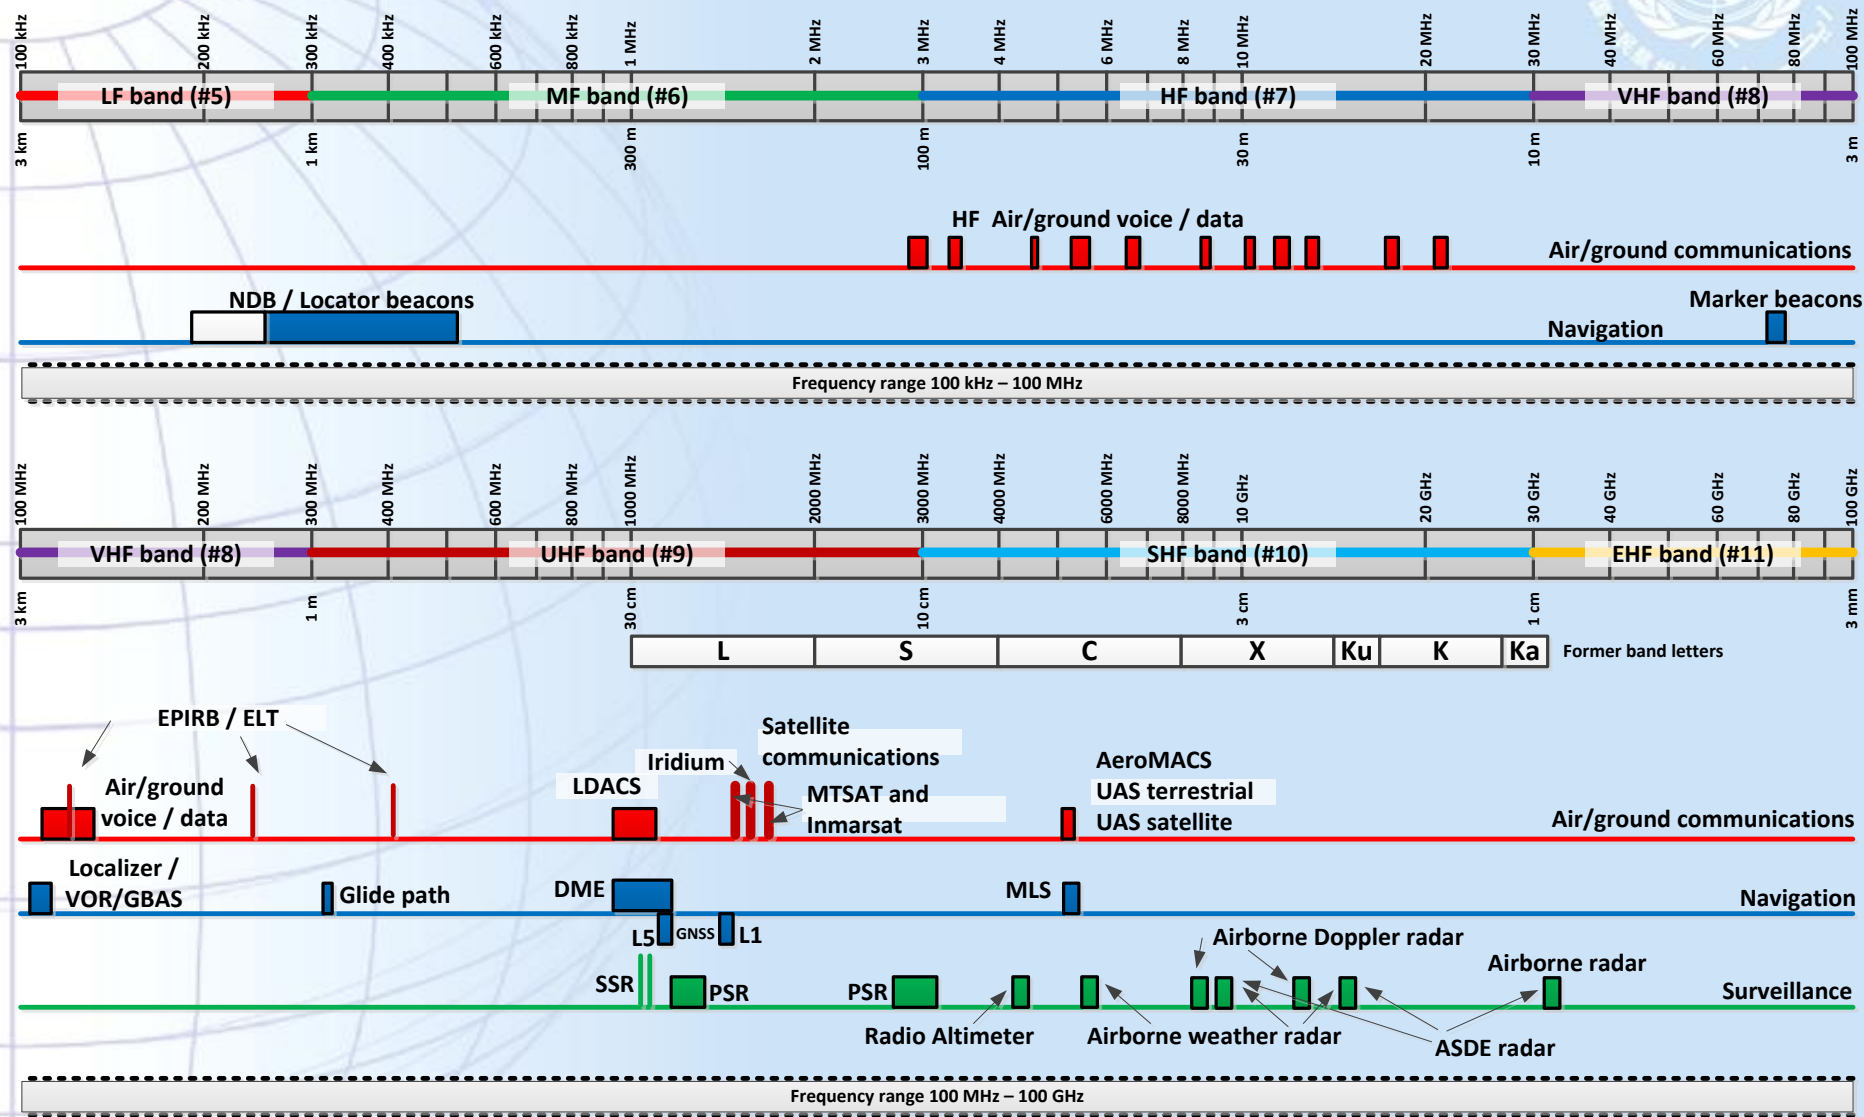 100 kHz
200 kHz
300 kHz
400 kHz
600 kHz
800 kHz
1 MHz
2 MHz
3 MHz
4 MHz
6 MHz
8 MHz
10 MHz
20 MHz
30 MHz
40 MHz
60 MHz
80 MHz
100 MHz
LF band (#5)
MF band (#6)
HF band (#7)
VHF band (#8)
3 km
1 km
300 m
100 m
30 m
10 m
3 m
HF Air/ground voice / data
Air/ground communications
NDB / Locator beacons
Marker beacons
Navigation
Frequency range 100 kHz – 100 MHz
100 MHz
200 MHz
300 MHz
400 MHz
600 MHz
800 MHz
1000 MHz
2000 MHz
3000 MHz
4000 MHz
6000 MHz
8000 MHz
10 GHz
20 GHz
30 GHz
40 GHz
60 GHz
80 GHz
100 GHz
VHF band (#8)
UHF band (#9)
SHF band (#10)
EHF band (#11)
3 km
1 m
30 cm
10 cm
3 cm
1 cm
3 mm
L
S
C
X
Ku
K
Ka
Former band letters
EPIRB / ELT
Air/ground
voice / data
LDACS
Iridium
Satellite
communications
MTSAT and
Inmarsat
AeroMACS
UAS terrestrial
UAS satellite
Air/ground communications
Localizer /
VOR/GBAS
Glide path
DME
MLS
Navigation
L5
GNSS
L1
SSR
PSR
PSR
Radio Altimeter
Airborne Doppler radar
Airborne weather radar
Airborne radar
ASDE radar
Surveillance
Frequency range 100 MHz – 100 GHz